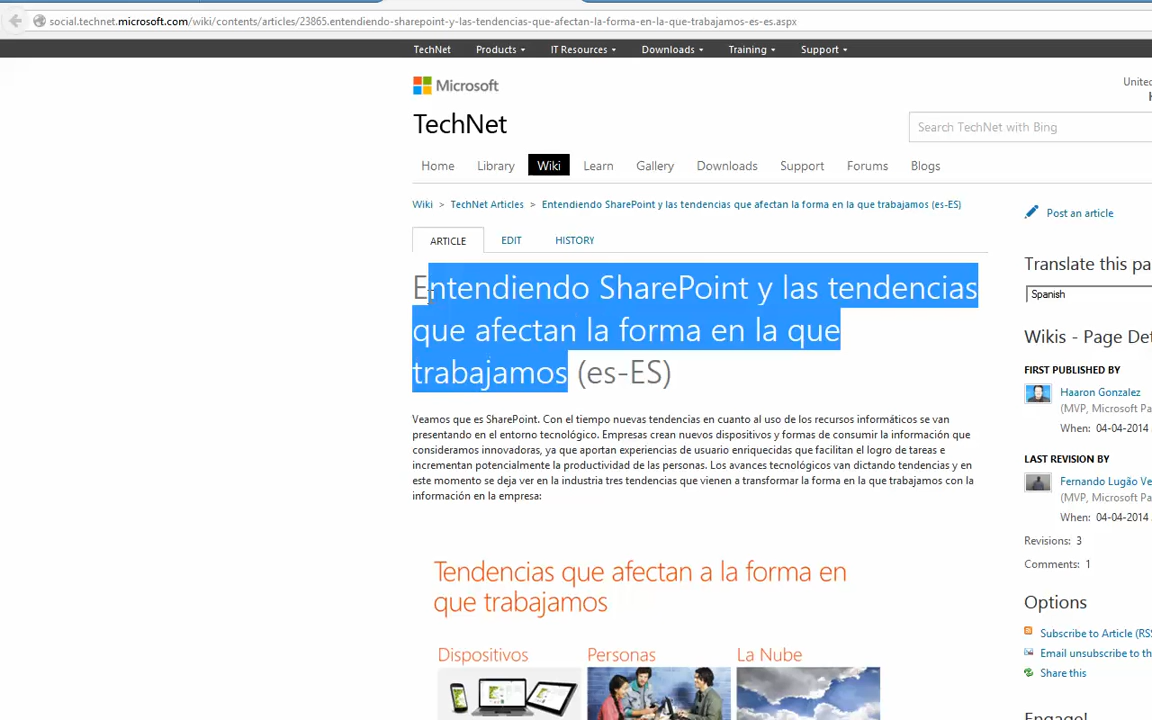 social.technet.microsoft.com/wiki/contents/articles/23865.entendiendo-sharepoint-y-las-tendencias-que-afectan-la-forma-en-la-que-trabajamos-es-es.aspx
TechNet Products IT Resources Downloads Training Support
Microsoft
United
TechNet
Search TechNet with Bing
Home Library Wiki Learn Gallery Downloads Support Forums Blogs
Wiki > TechNet Articles > Entendiendo SharePoint y las tendencias que afectan la forma en la que trabajamos (es-ES)
Post an article
ARTICLE EDIT HISTORY
Entendiendo SharePoint y las tendencias
que afectan la forma en la que
trabajamos (es-ES)
Veamos que es SharePoint. Con el tiempo nuevas tendencias en cuanto al uso de los recursos informáticos se van
presentando en el entorno tecnológico. Empresas crean nuevos dispositivos y formas de consumir la información que
consideramos innovadoras, ya que aportan experiencias de usuario enriquecidas que facilitan el logro de tareas e
incrementan potencialmente la productividad de las personas. Los avances tecnológicos van dictando tendencias y en
este momento se deja ver en la industria tres tendencias que vienen a transformar la forma en la que trabajamos con la
información en la empresa:
Tendencias que afectan a la forma en
que trabajamos
Dispositivos Personas La Nube
Translate this pa
Spanish
Wikis - Page Det
FIRST PUBLISHED BY
Haaron Gonzalez
(MVP, Microsoft Pa
When: 04-04-2014
LAST REVISION BY
Fernando Lugão Ve
(MVP, Microsoft Pa
When: 04-04-2014
Revisions: 3
Comments: 1
Options
Subscribe to Article (RSS
Email unsubscribe to th
Share this
Engage!